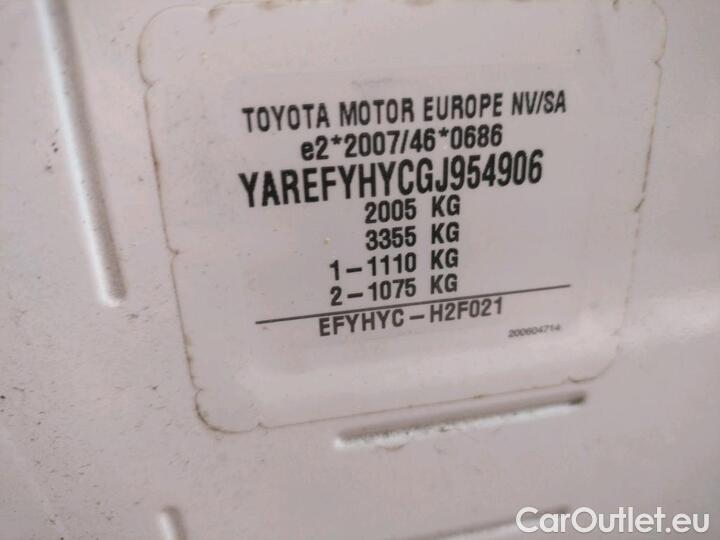 TOYOTA MOTOR EUROPE NV/SA
e2*2007/46*0686
YAREFYHYCGJ954906
2005 KG
3355 KG
1-1110 KG
2-1075 KG
EFYHYC-H2F021
200604714
CarOutlet.eu